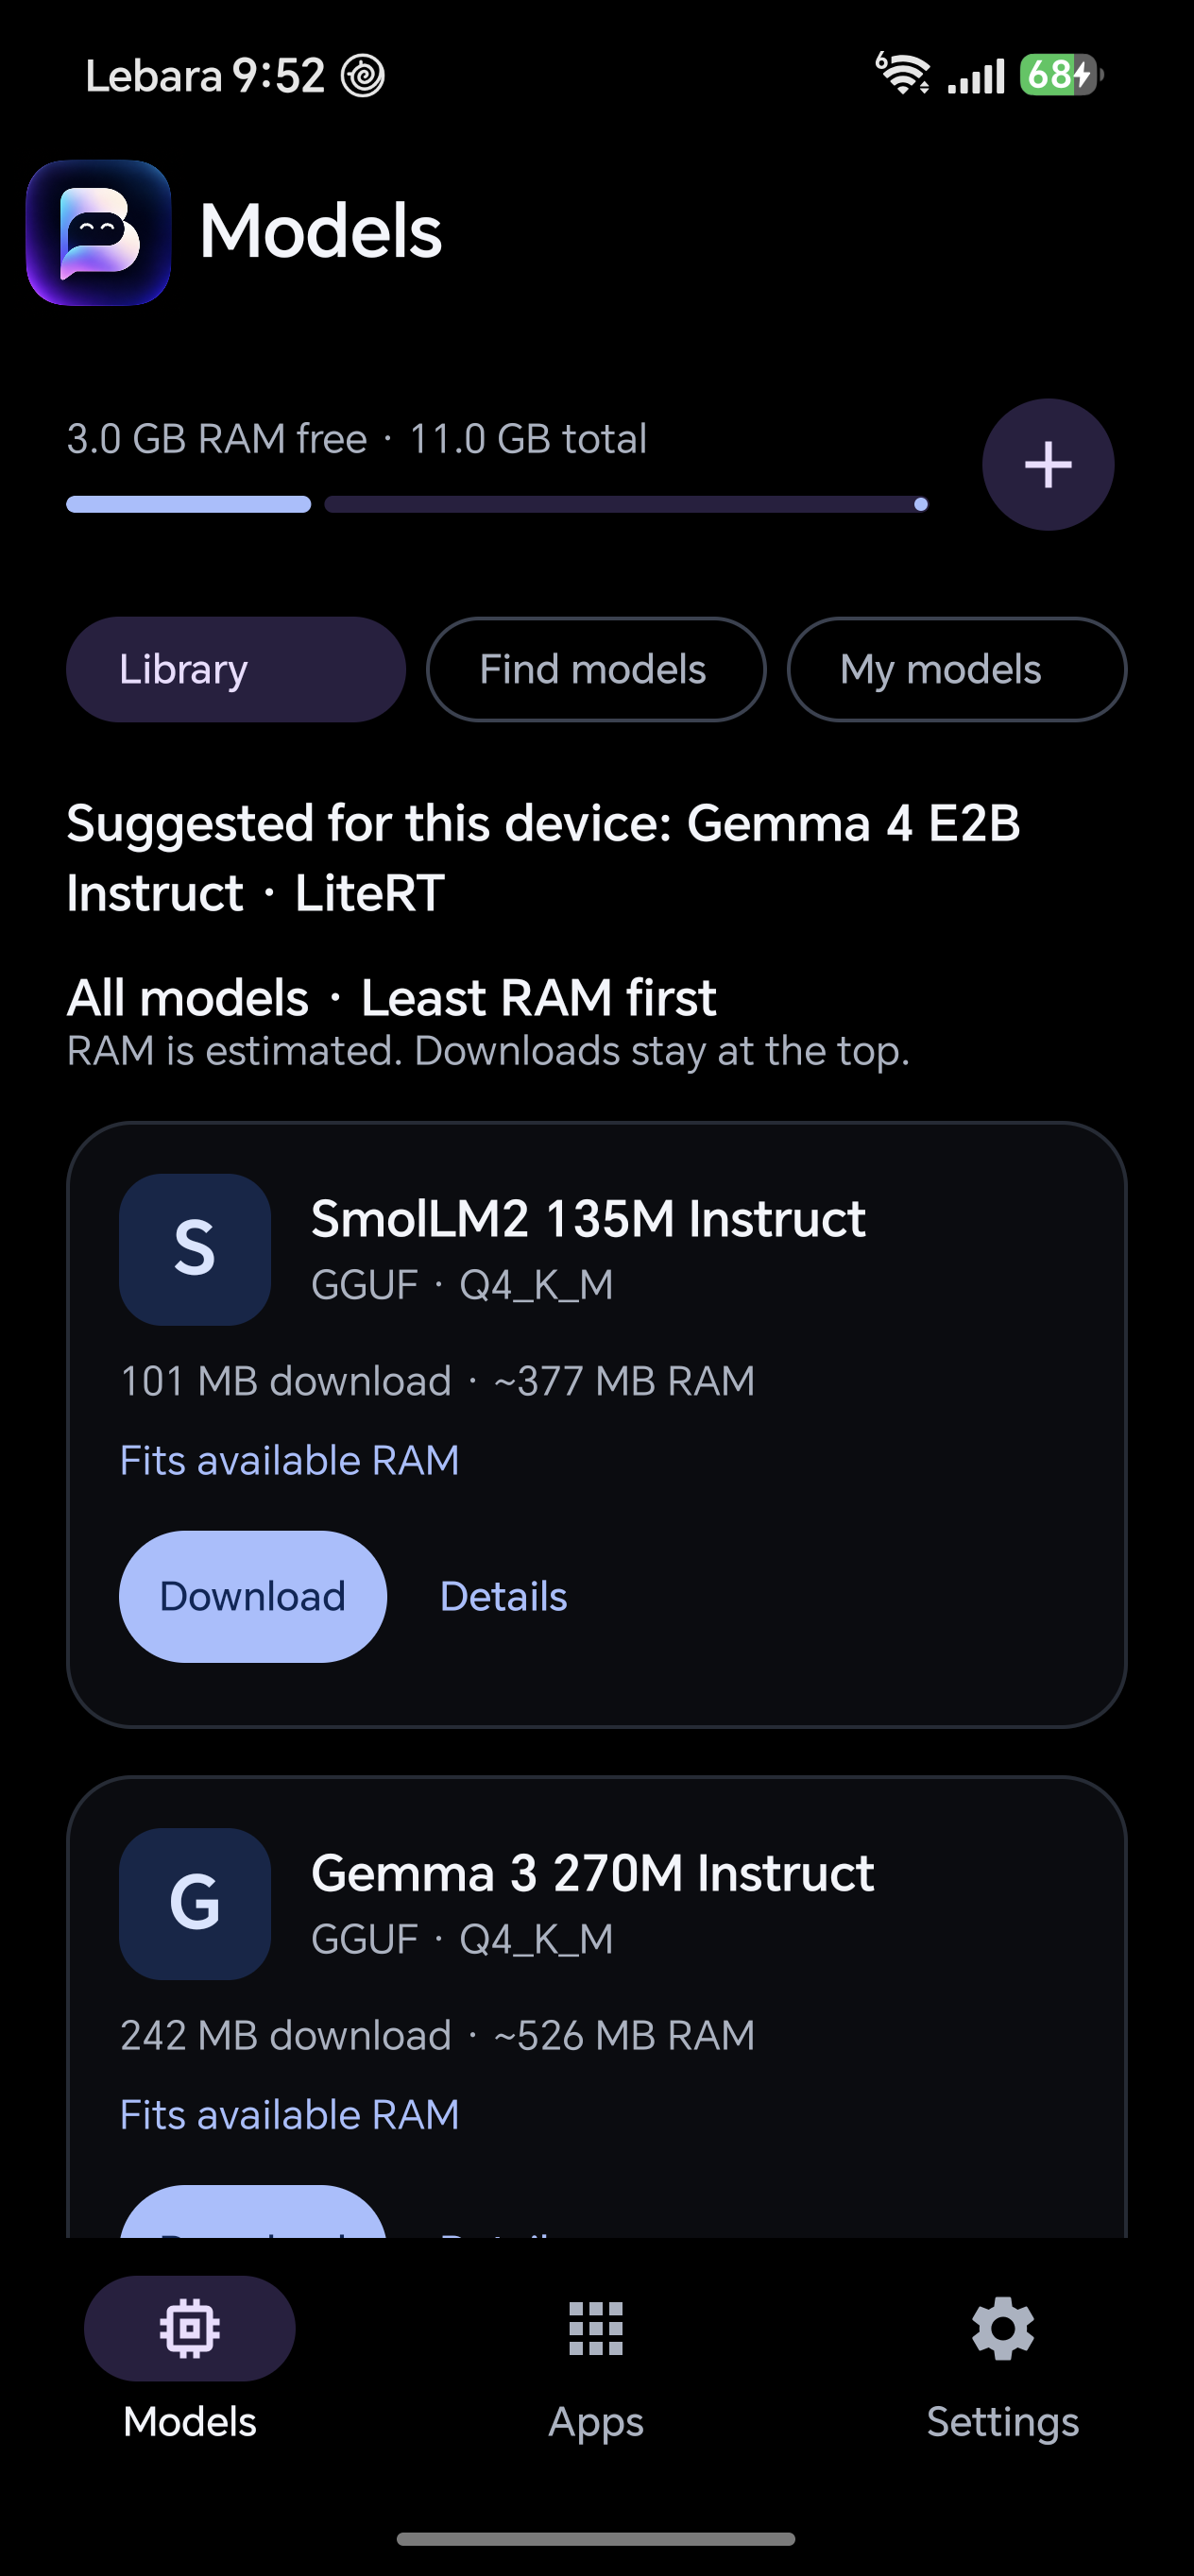 Lebara 9:52
6
68
Models
3.0 GB RAM free · 11.0 GB total
Library
Find models
My models
Suggested for this device: Gemma 4 E2B
Instruct · LiteRT
All models · Least RAM first
RAM is estimated. Downloads stay at the top.
S
SmolLM2 135M Instruct
GGUF · Q4_K_M
101 MB download · ~377 MB RAM
Fits available RAM
Download
Details
G
Gemma 3 270M Instruct
GGUF · Q4_K_M
242 MB download · ~526 MB RAM
Fits available RAM
Models
Apps
Settings